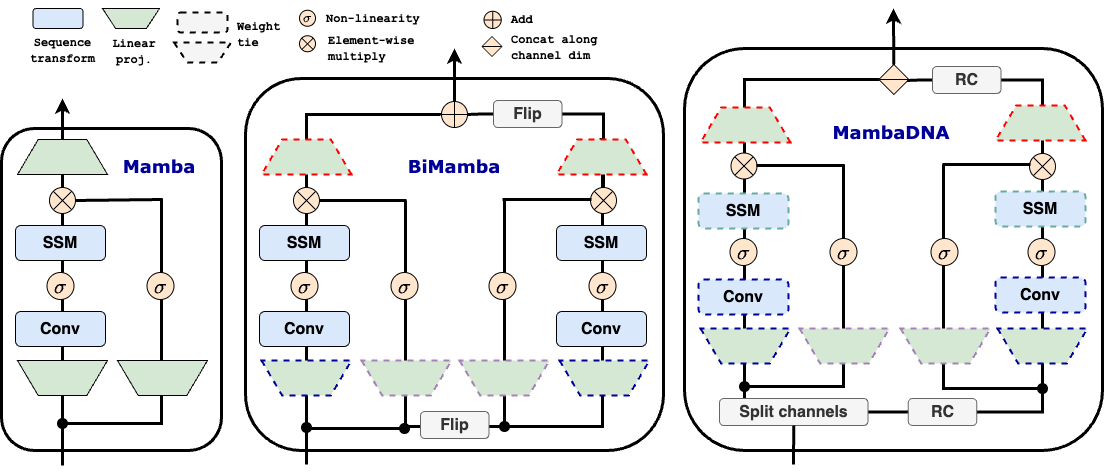 Sequence
transform
Linear
proj.
Weight
tie
σ
Non-linearity
Element-wise
multiply
Add
Concat along
channel dim
Mamba
SSM
σ
σ
Conv
BiMamba
Flip
SSM
SSM
σ
σ
σ
σ
Conv
Conv
Flip
MambaDNA
RC
SSM
SSM
σ
σ
σ
σ
Conv
Conv
Split channels
RC